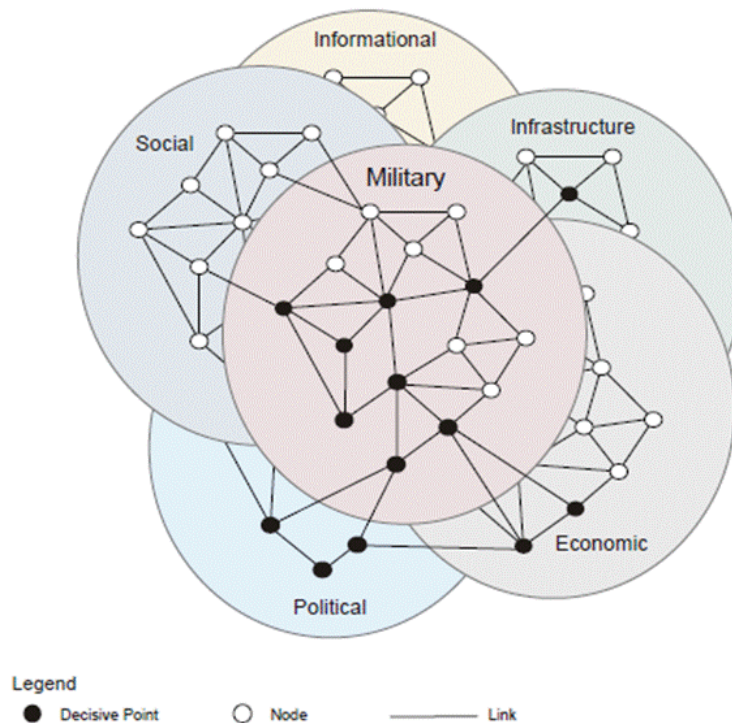 Informational
Social
Infrastructure
Military
Economic
Political
Legend
Decisive Point
Node
Link